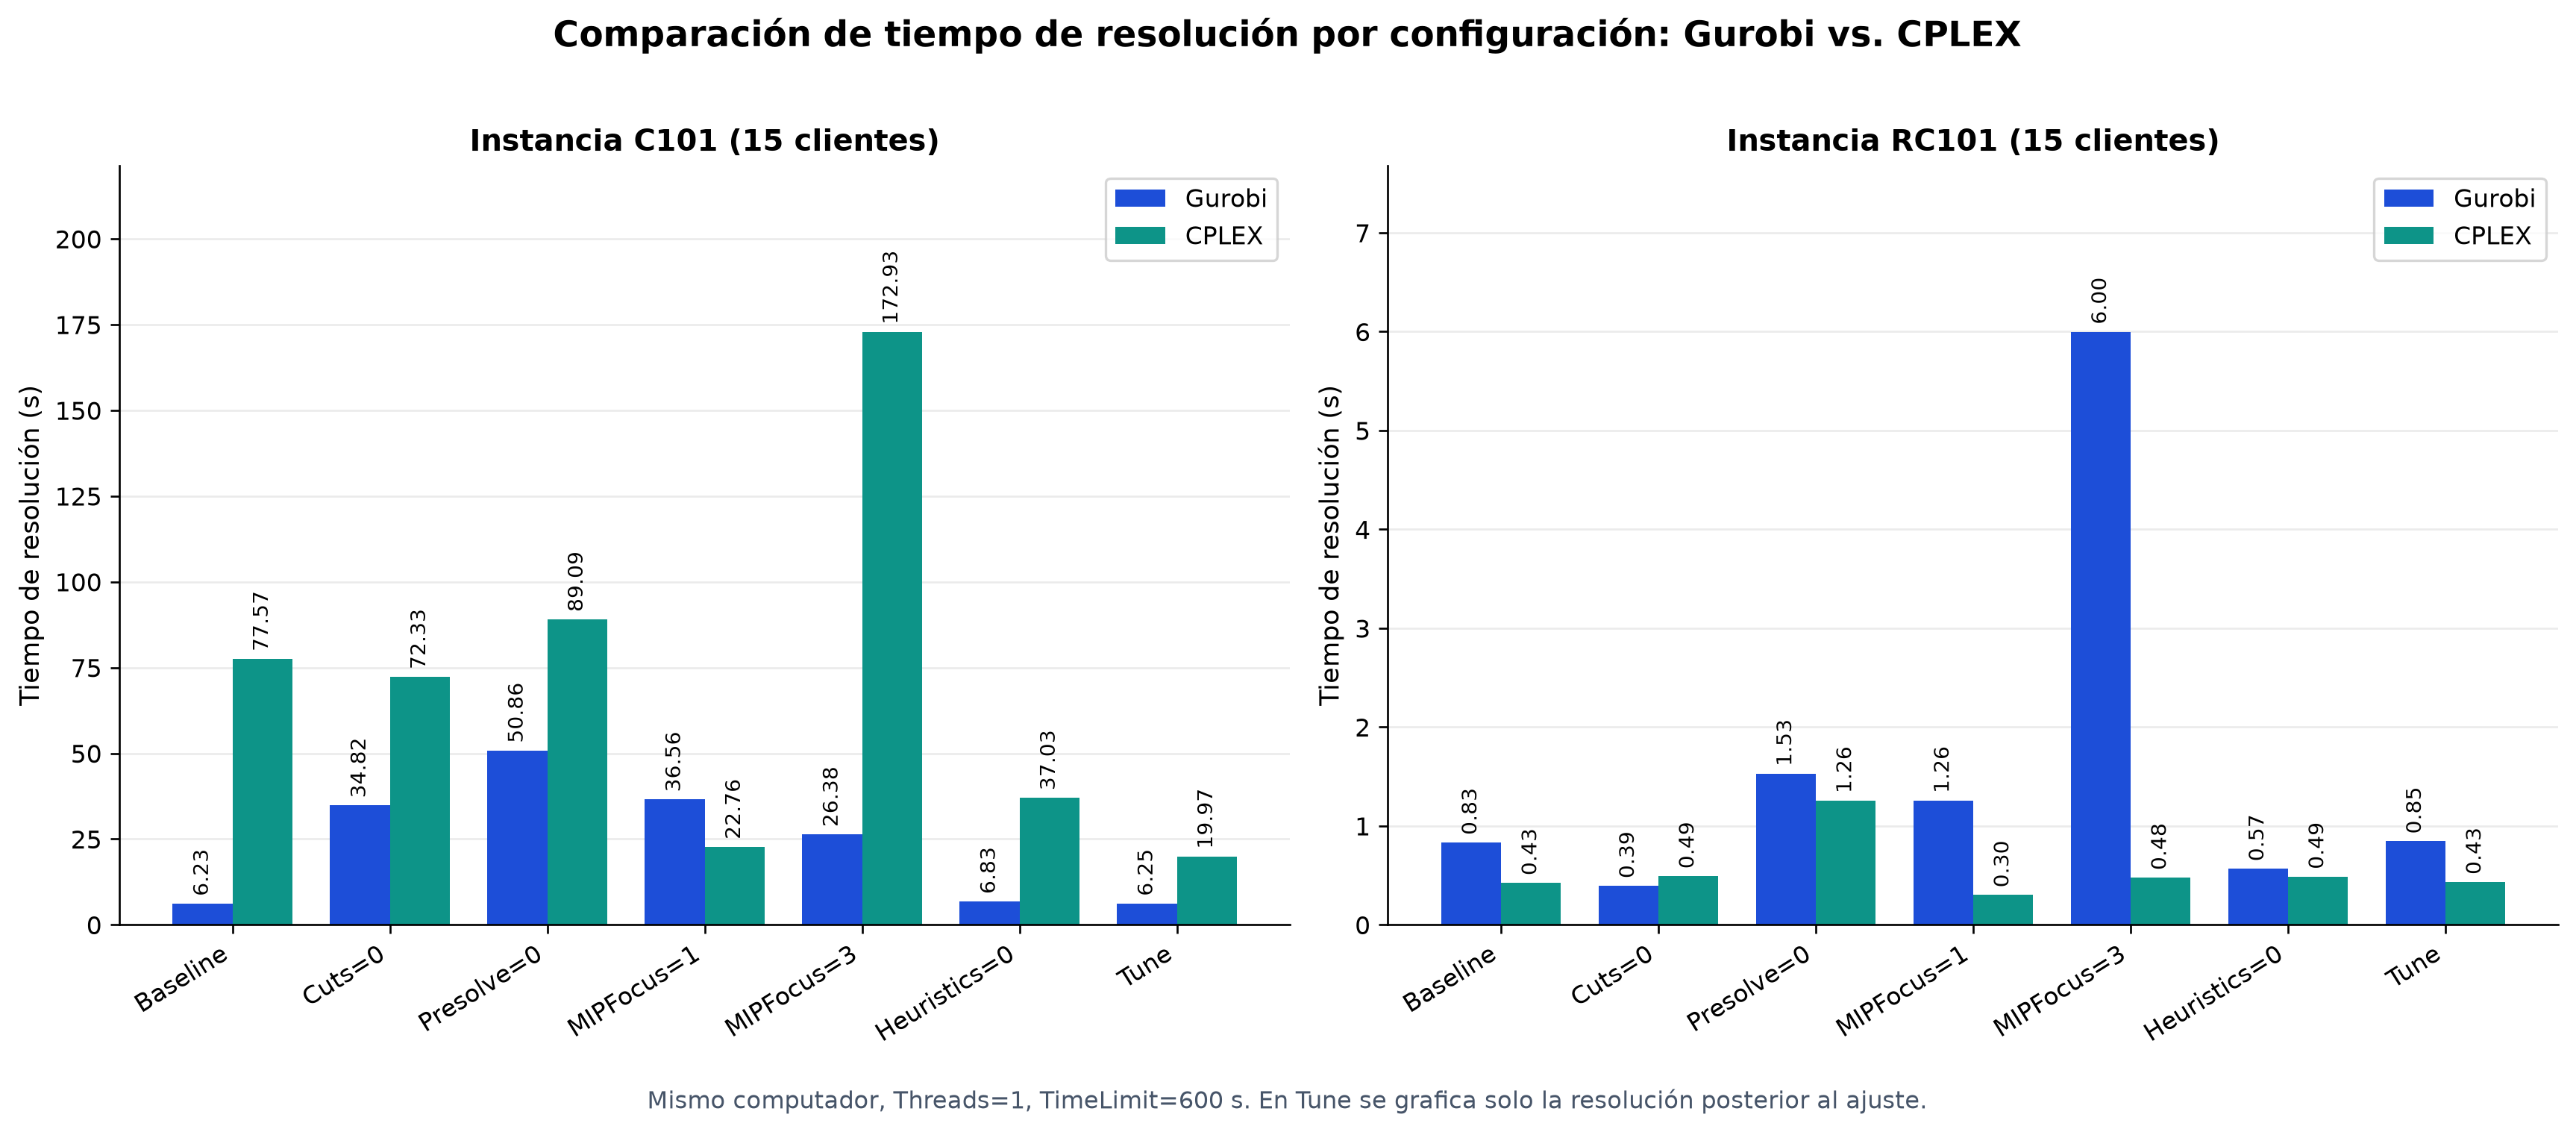 Comparación de tiempo de resolución por configuración: Gurobi vs. CPLEX
Instancia C101 (15 clientes)
Gurobi
CPLEX
Tiempo de resolución (s)
200
175
150
125
100
75
50
25
0
6.23
77.57
34.82
72.33
50.86
89.09
36.56
22.76
26.38
172.93
6.83
37.03
6.25
19.97
Baseline
Cuts=0
Presolve=0
MIPFocus=1
MIPFocus=3
Heuristics=0
Tune
Instancia RC101 (15 clientes)
Gurobi
CPLEX
Tiempo de resolución (s)
7
6
5
4
3
2
1
0
0.83
0.43
0.39
0.49
1.53
1.26
1.26
0.30
6.00
0.48
0.57
0.49
0.85
0.43
Baseline
Cuts=0
Presolve=0
MIPFocus=1
MIPFocus=3
Heuristics=0
Tune
Mismo computador, Threads=1, TimeLimit=600 s. En Tune se grafica solo la resolución posterior al ajuste.